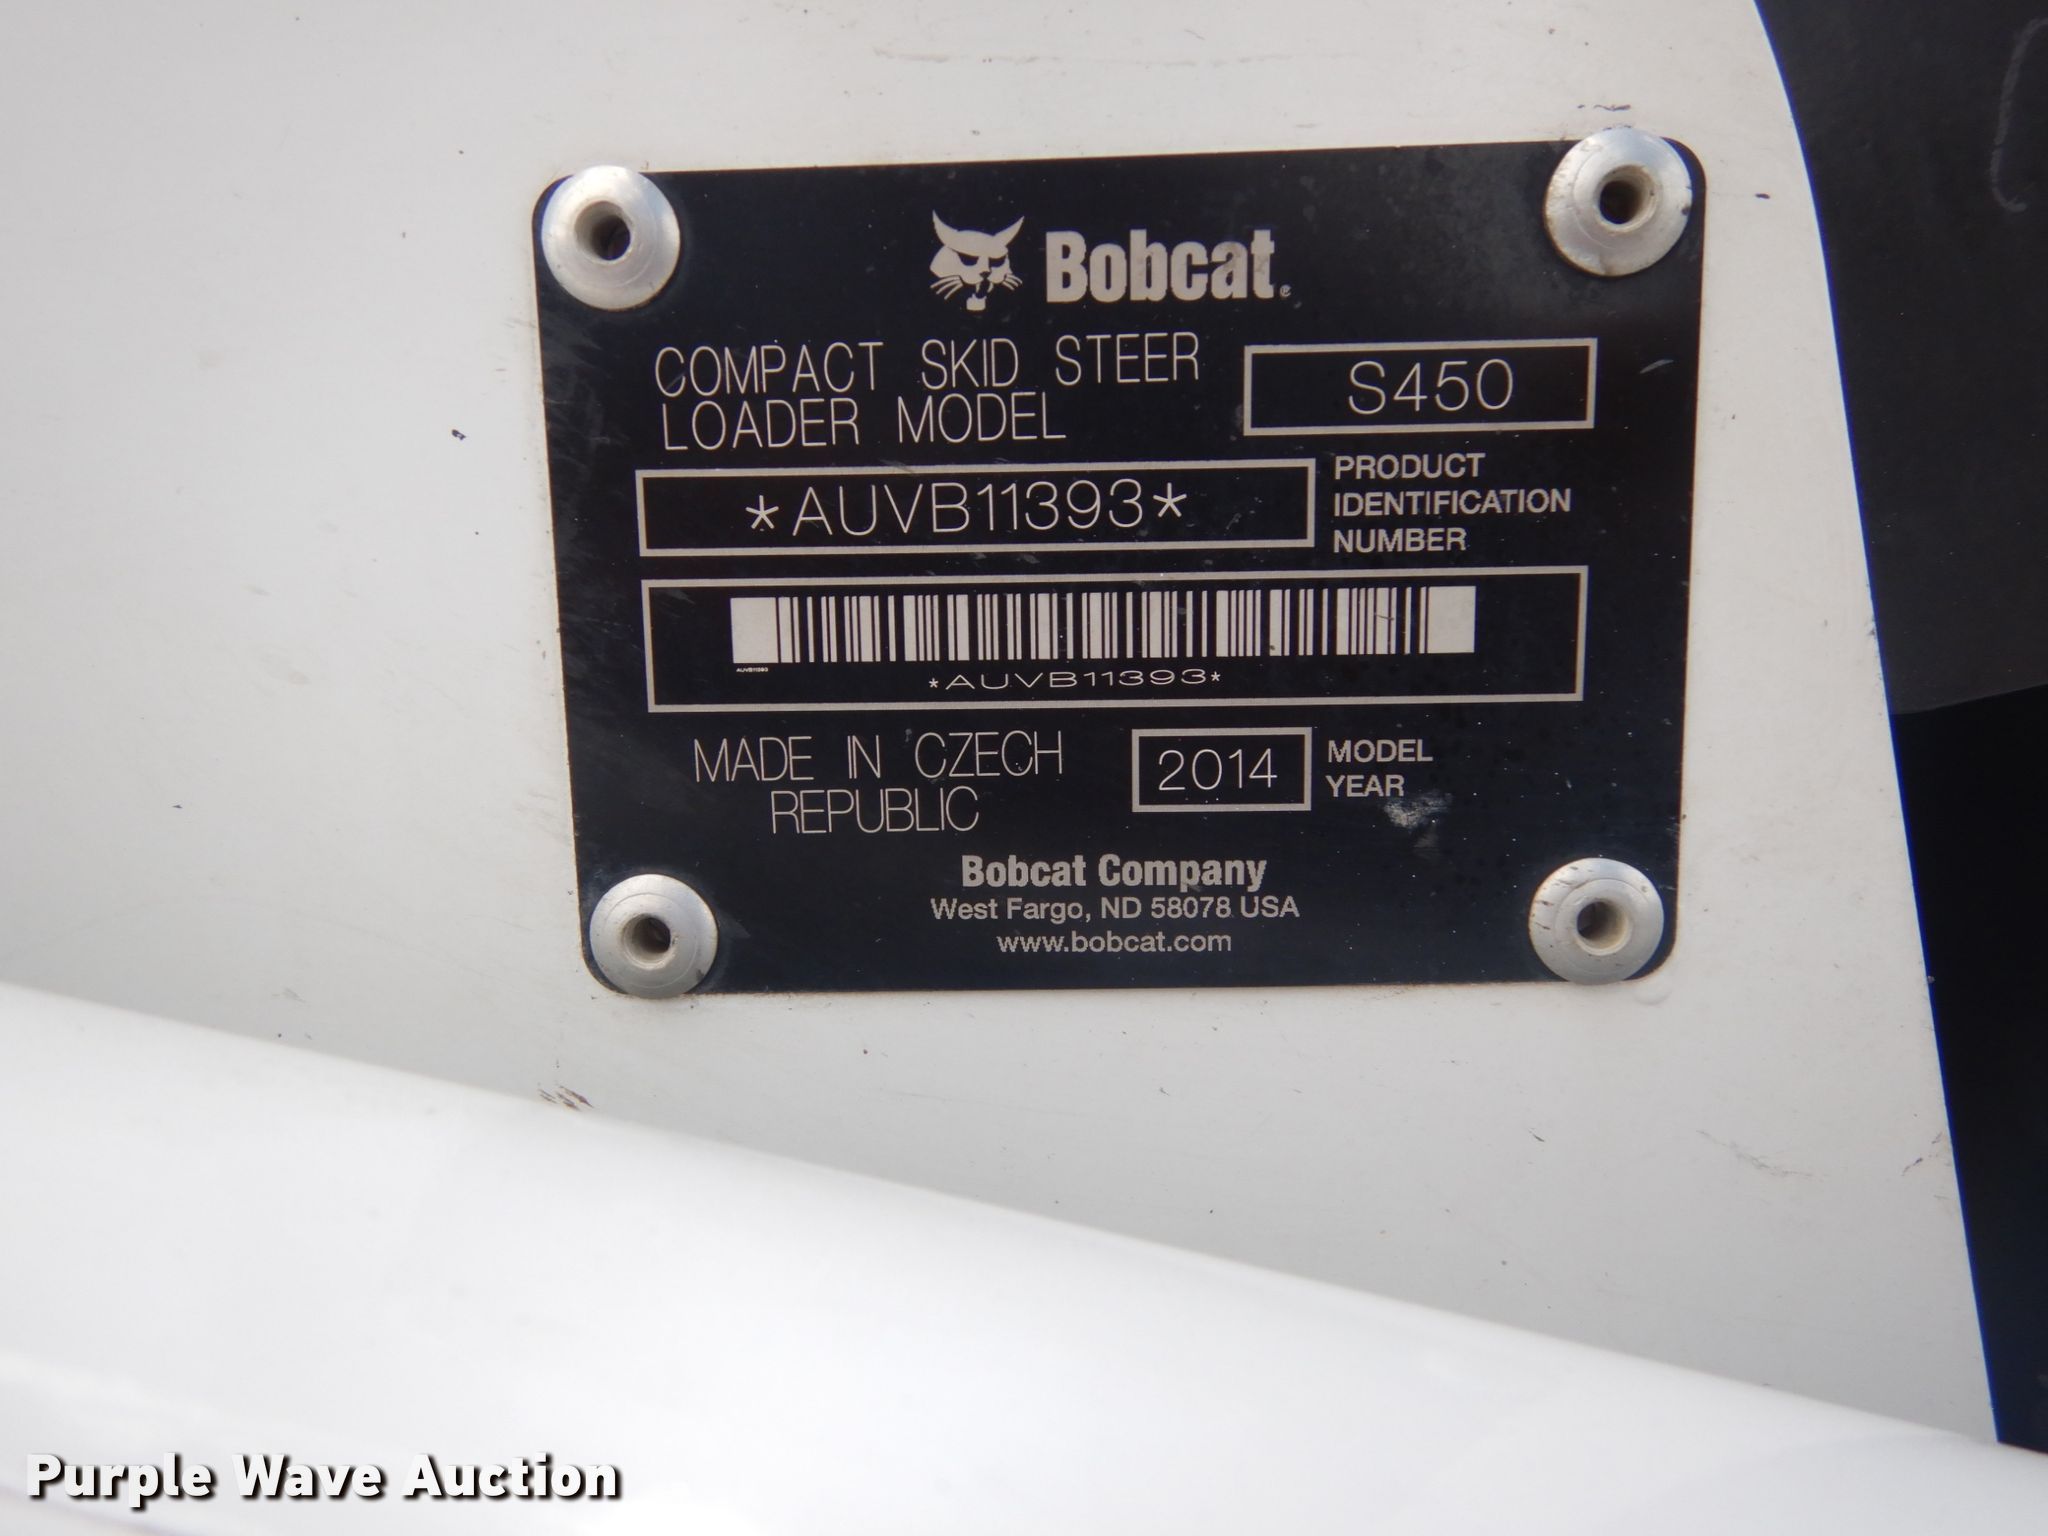 Bobcat®
COMPACT SKID STEER
LOADER MODEL
S450
*AUVB11393*
PRODUCT
IDENTIFICATION
NUMBER
AUVB11393
*AUVB11393*
MADE IN CZECH
REPUBLIC
2014
MODEL
YEAR
Bobcat Company
West Fargo, ND 58078 USA
www.bobcat.com
Purple Wave Auction